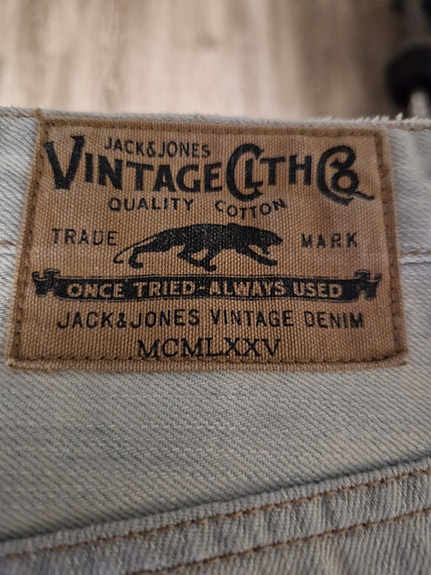 JACK&JONES
VINTAGE CLTH CO
QUALITY COTTON
TRADE MARK
ONCE TRIED-ALWAYS USED
JACK&JONES VINTAGE DENIM
MCMLXXV